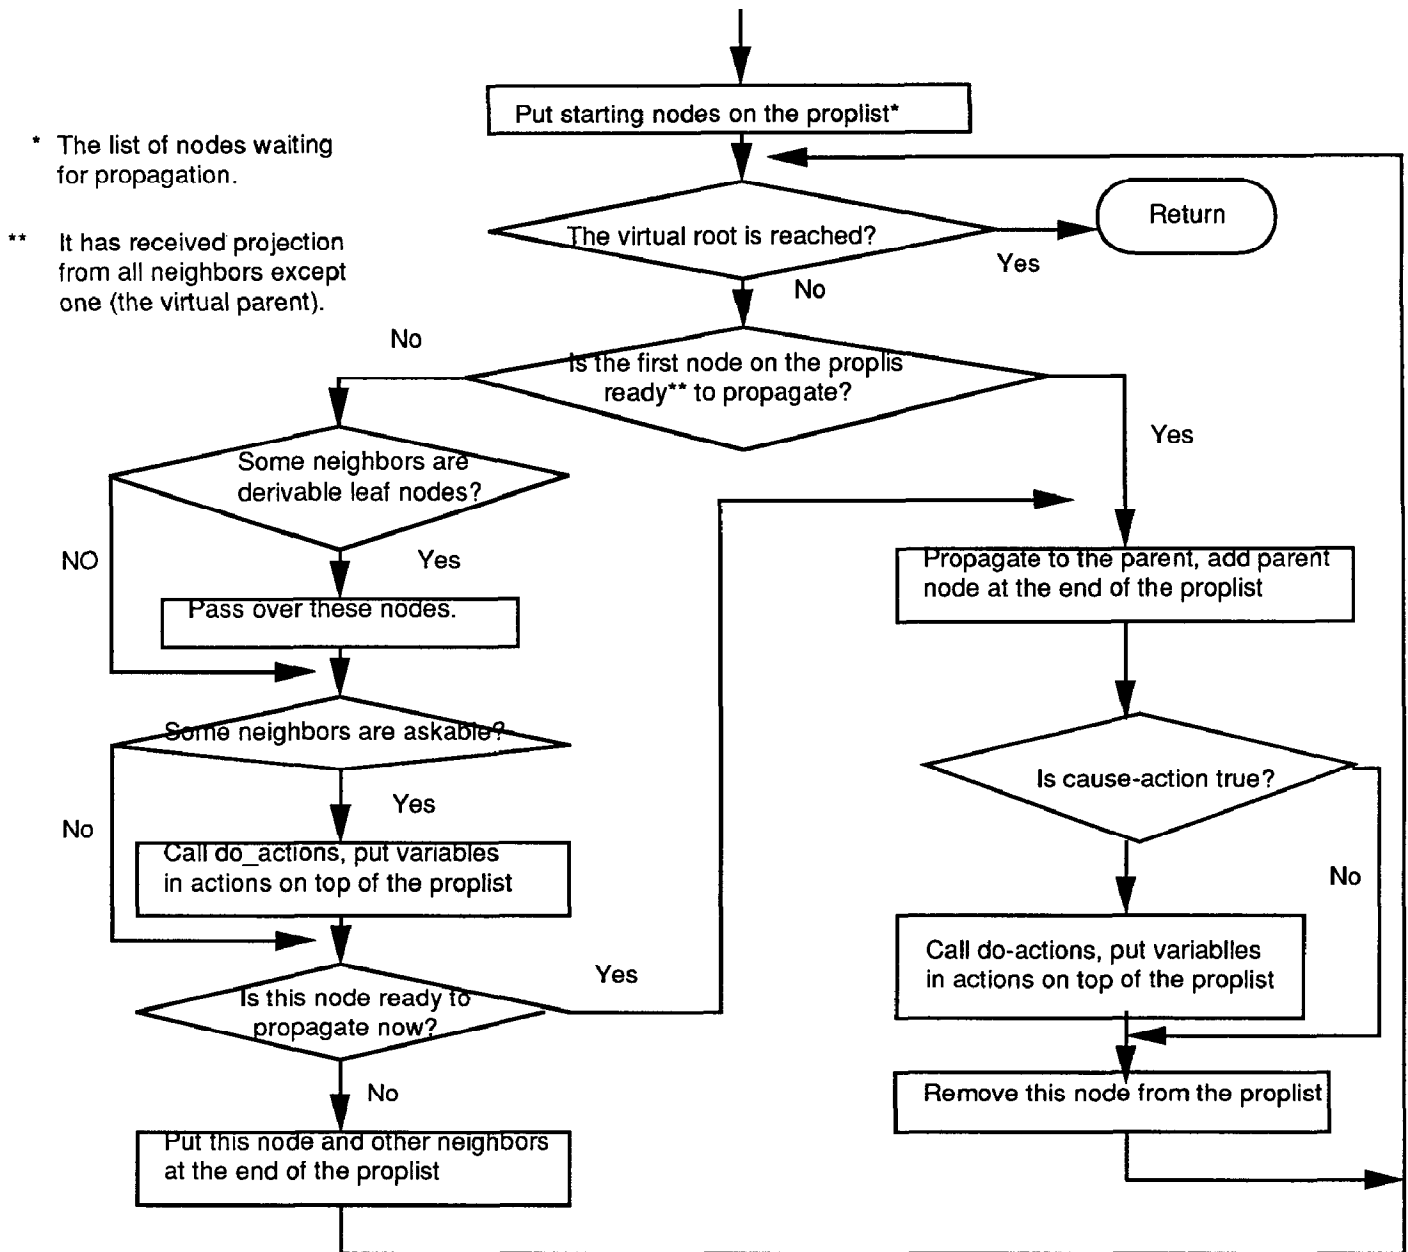 Put starting nodes on the proplist*
* The list of nodes waiting
for propagation.
** It has received projection
from all neighbors except
one (the virtual parent).
The virtual root is reached?
Return
Yes
No
No
Is the first node on the proplis
ready** to propagate?
Yes
Some neighbors are
derivable leaf nodes?
NO
Yes
Pass over these nodes.
Propagate to the parent, add parent
node at the end of the proplist
Some neighbors are askable?
Is cause-action true?
Yes
No
Call do_actions, put variables
in actions on top of the proplist
No
Call do-actions, put variablles
in actions on top of the proplist
Yes
Is this node ready to
propagate now?
No
Remove this node from the proplist
Put this node and other neighbors
at the end of the proplist